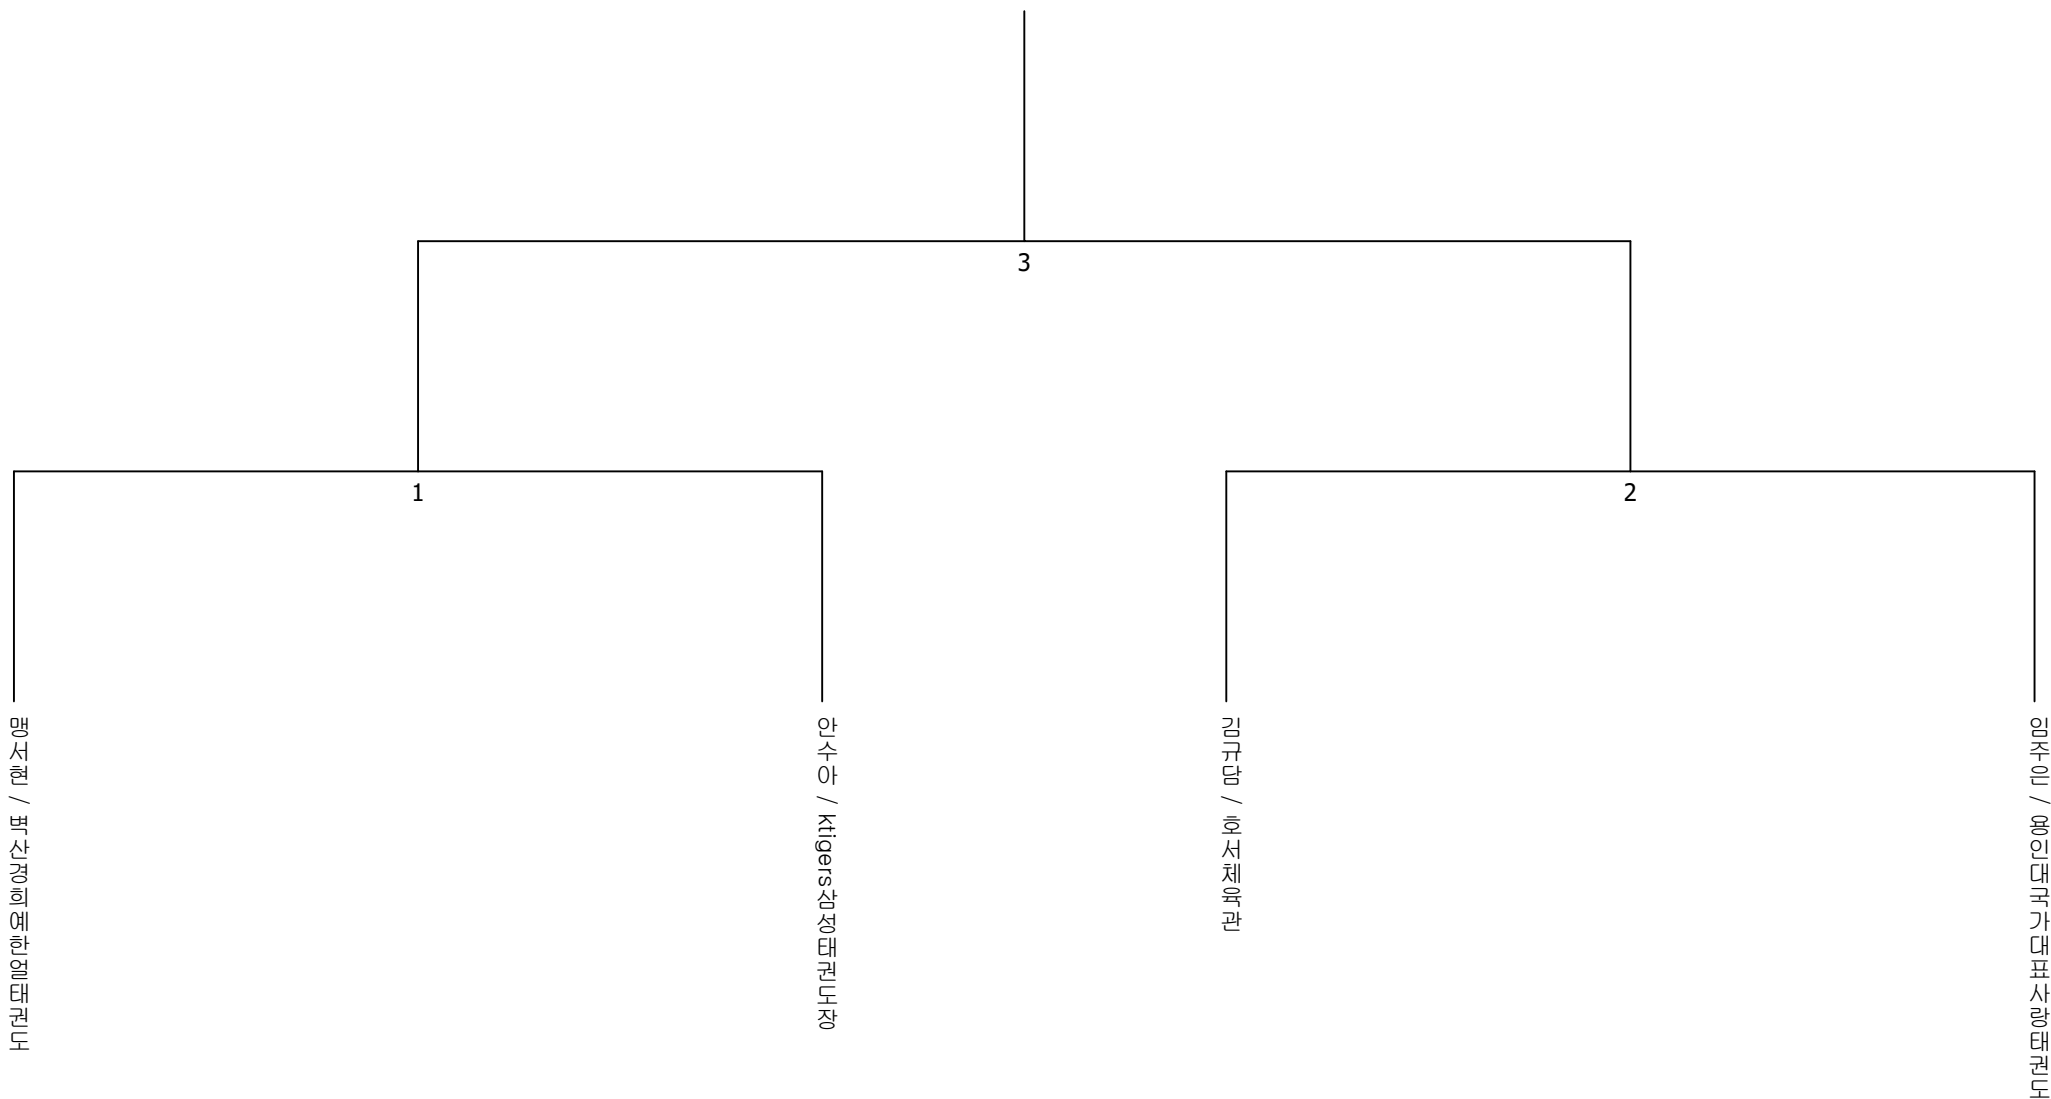 3
1
2
맹서현 / 벽산경희예한얼태권도
안수아 / Ktigers삼성태권도장
김규담 / 호서체육관
임주은 / 용인대국가대표사랑태권도